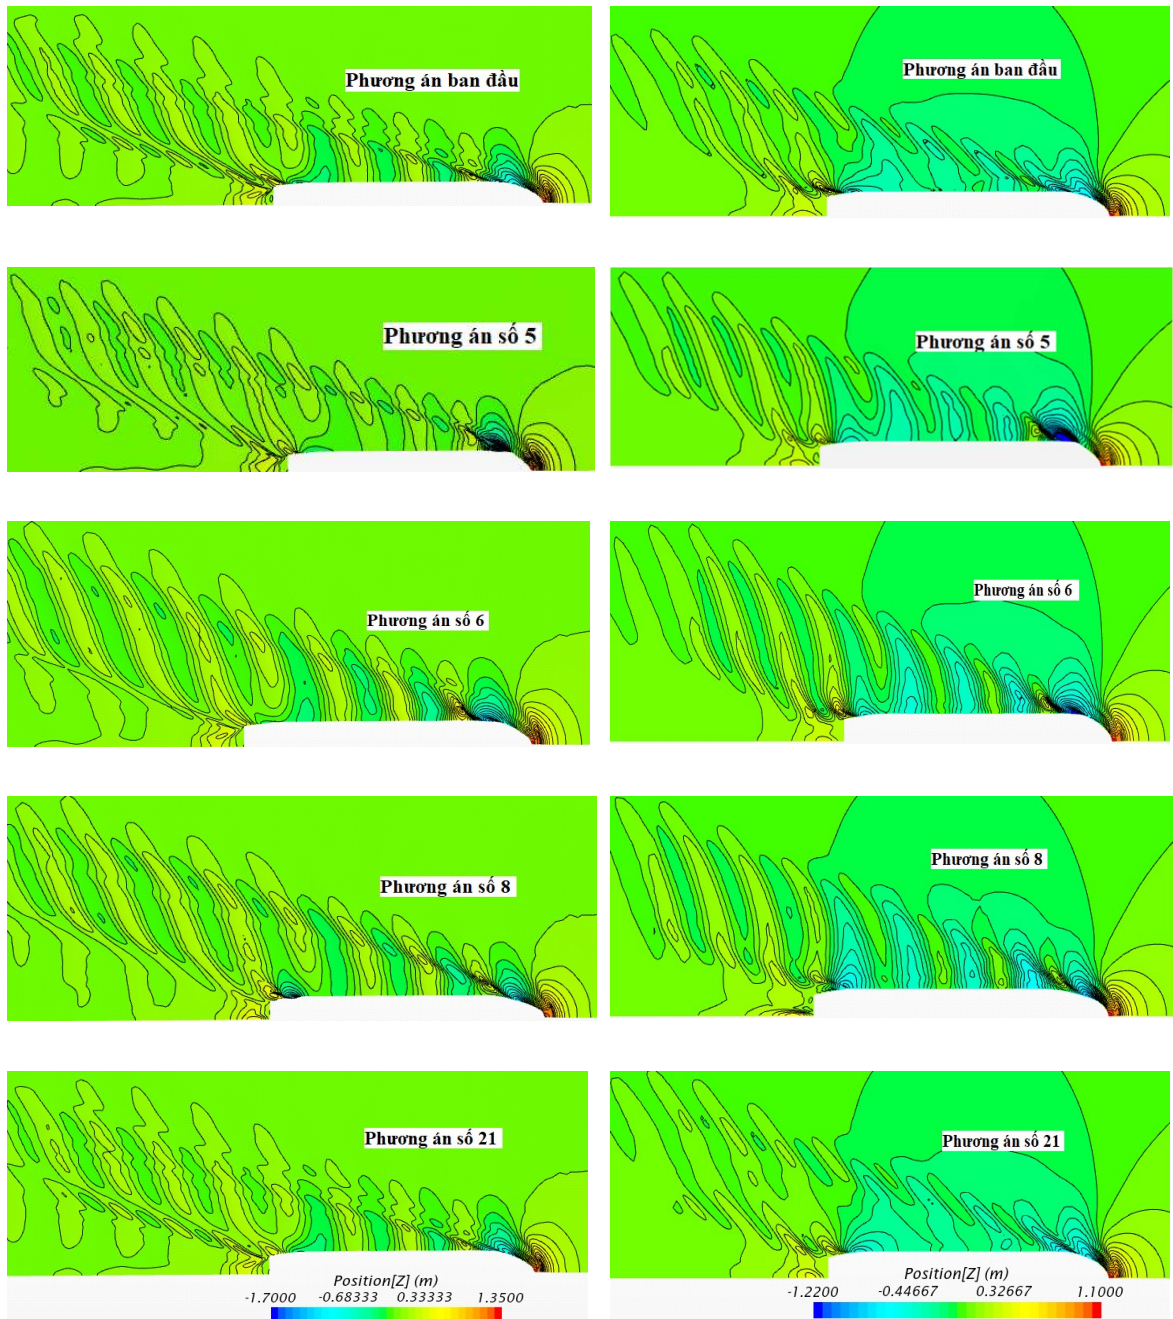 Phương án ban đầu
Phương án ban đầu
Phương án số 5
Phương án số 5
Phương án số 6
Phương án số 6
Phương án số 8
Phương án số 8
Phương án số 21
Phương án số 21
Position[Z] (m)
-1.7000 -0.68333 0.33333 1.3500
Position[Z] (m)
-1.2200 -0.44667 0.32667 1.1000